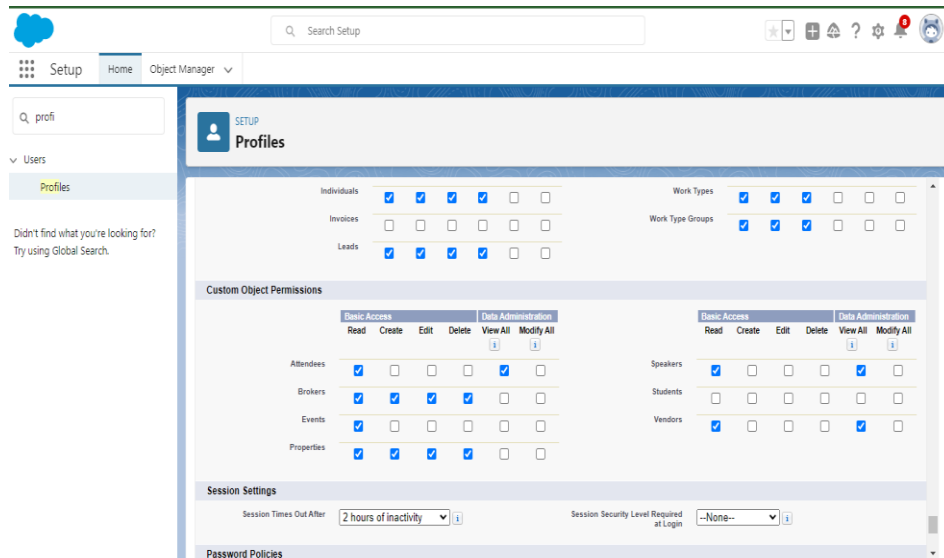 Search Setup
8
Setup Home Object Manager
profi
Users
Profiles
Didn't find what you're looking for?
Try using Global Search.
SETUP
Profiles
Individuals
Work Types
Invoices
Work Type Groups
Leads
Custom Object Permissions
Basic Access Data Administration Basic Access Data Administration
Read Create Edit Delete View All Modify All Read Create Edit Delete View All Modify All
i i i i
Attendees Speakers
Brokers Students
Events Vendors
Properties
Session Settings
Session Times Out After 2 hours of inactivity i Session Security Level Required
at Login --None-- i
Password Policies